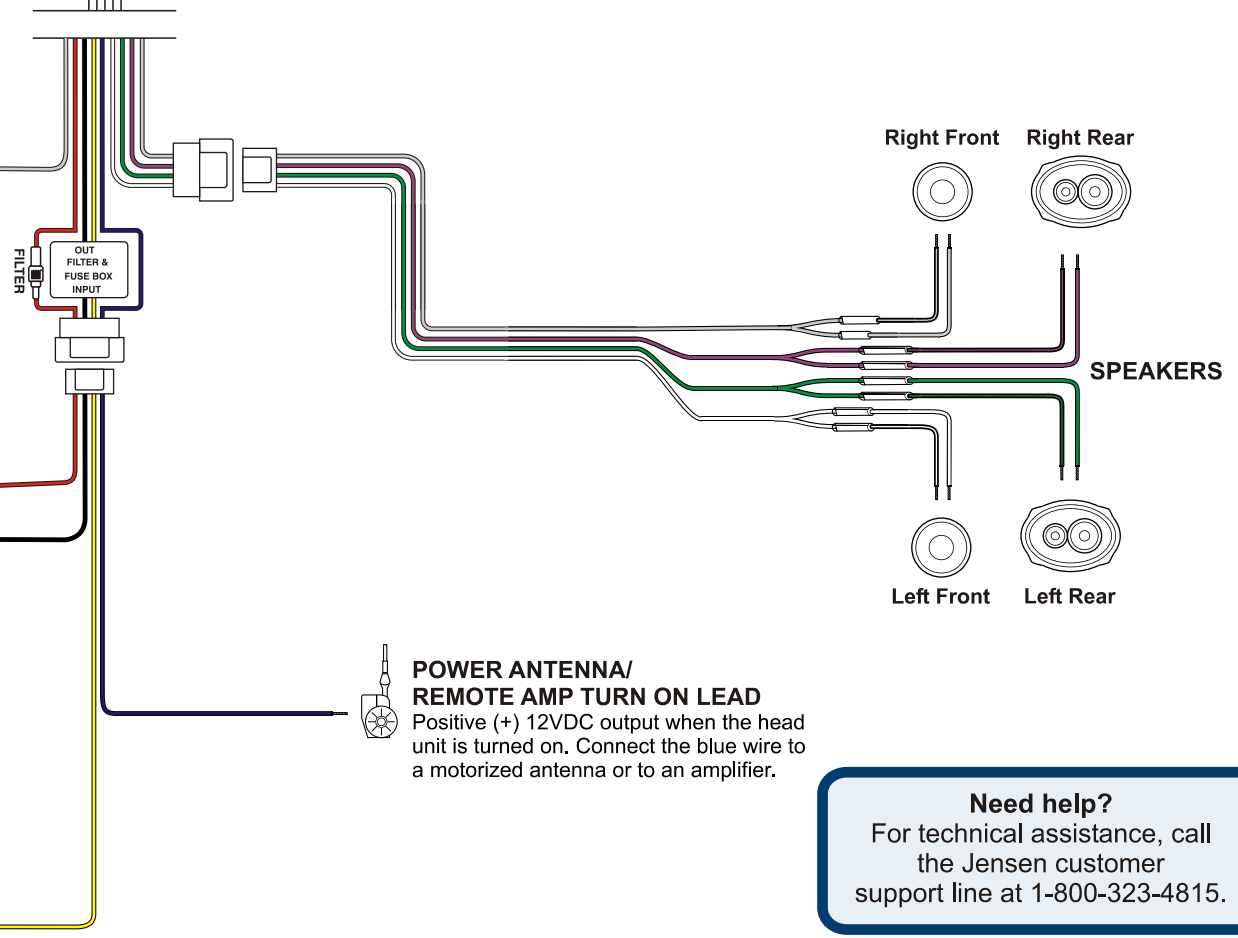 Right Front
Right Rear
FILTER
OUT
FILTER &
FUSE BOX
INPUT
SPEAKERS
Left Front
Left Rear
POWER ANTENNA/
REMOTE AMP TURN ON LEAD
Positive (+) 12VDC output when the head
unit is turned on. Connect the blue wire to
a motorized antenna or to an amplifier.
Need help?
For technical assistance, call
the Jensen customer
support line at 1-800-323-4815.